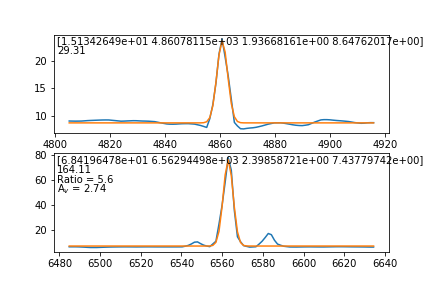 [1.51342649e+01 4.86078115e+03 1.93668161e+00 8.64762017e+00]
29.31
20
15
10
4800 4820 4840 4860 4880 4900 4920
80
[6.84196478e+01 6.56294498e+03 2.39858721e+00 7.43779742e+00]
164.11
60
Ratio = 5.6
Aᵥ = 2.74
40
20
6480 6500 6520 6540 6560 6580 6600 6620 6640